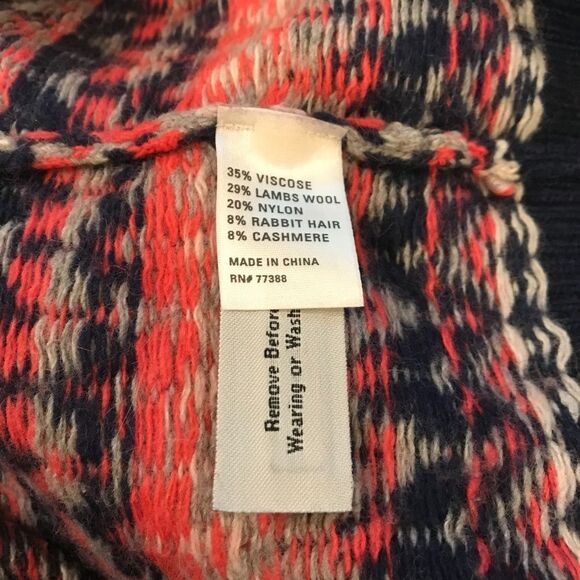 35% VISCOSE
29% LAMBS WOOL
20% NYLON
8% RABBIT HAIR
8% CASHMERE
MADE IN CHINA
RN# 77388
Remove Before
Wearing or Wash